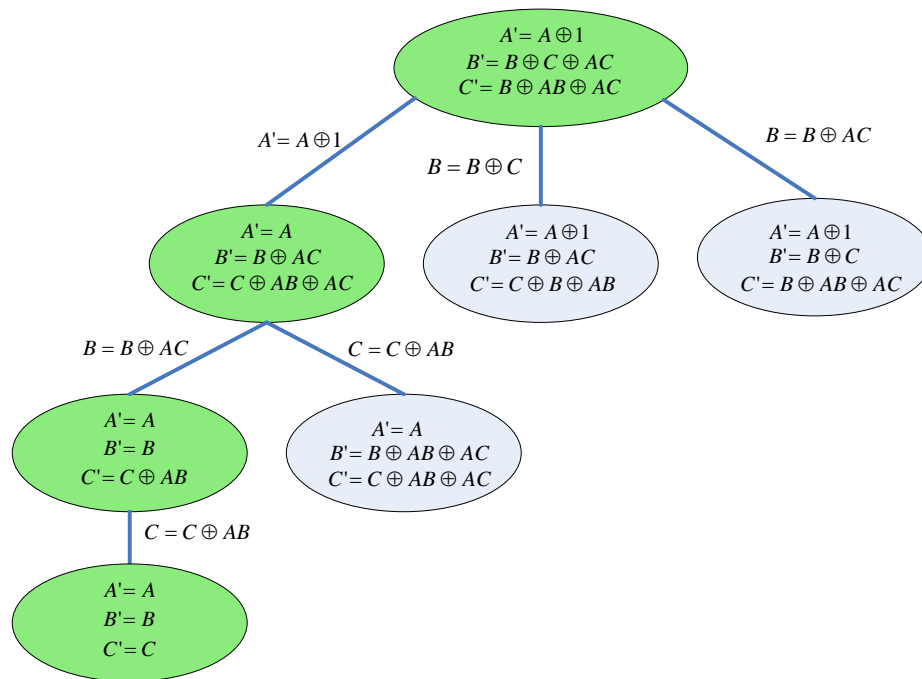 A'= A ⊕ 1
B'= B ⊕ C ⊕ AC
C'= B ⊕ AB ⊕ AC
A'= A ⊕ 1
B = B ⊕ C
B = B ⊕ AC
A'= A
B'= B ⊕ AC
C'= C ⊕ AB ⊕ AC
A'= A ⊕ 1
B'= B ⊕ AC
C'= C ⊕ B ⊕ AB
A'= A ⊕ 1
B'= B ⊕ C
C'= B ⊕ AB ⊕ AC
B = B ⊕ AC
C = C ⊕ AB
A'= A
B'= B
C'= C ⊕ AB
A'= A
B'= B ⊕ AB ⊕ AC
C'= C ⊕ AB ⊕ AC
C = C ⊕ AB
A'= A
B'= B
C'= C